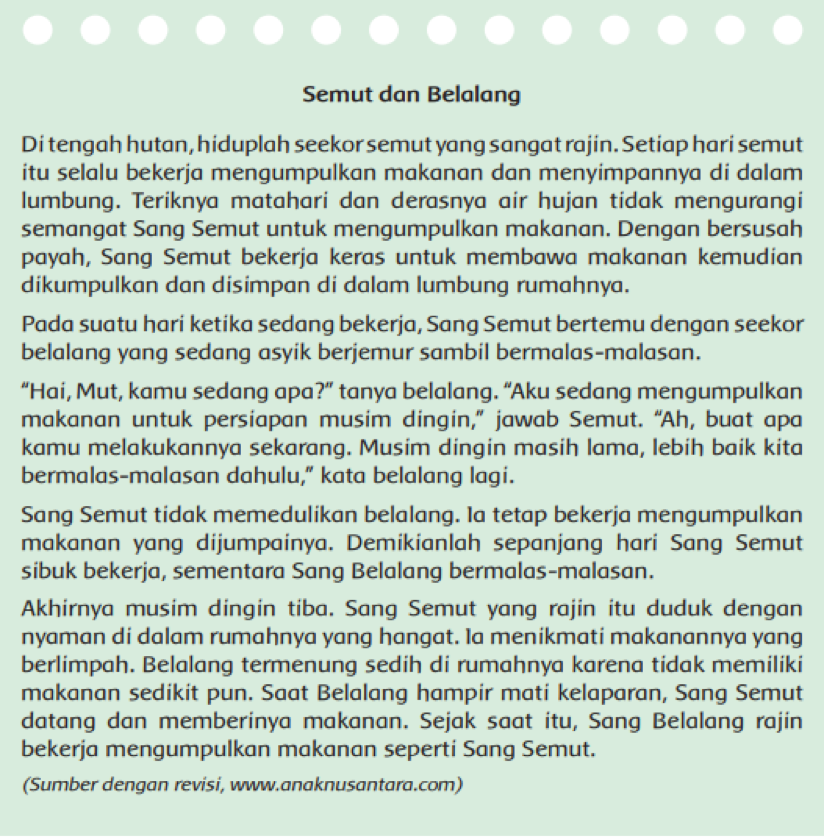 Semut dan Belalang
Di tengah hutan, hiduplah seekor semut yang sangat rajin. Setiap hari semut
itu selalu bekerja mengumpulkan makanan dan menyimpannya di dalam
lumbung. Teriknya matahari dan derasnya air hujan tidak mengurangi
semangat Sang Semut untuk mengumpulkan makanan. Dengan bersusah
payah, Sang Semut bekerja keras untuk membawa makanan kemudian
dikumpulkan dan disimpan di dalam lumbung rumahnya.
Pada suatu hari ketika sedang bekerja, Sang Semut bertemu dengan seekor
belalang yang sedang asyik berjemur sambil bermalas-malasan.
"Hai, Mut, kamu sedang apa?" tanya belalang. "Aku sedang mengumpulkan
makanan untuk persiapan musim dingin," jawab Semut. "Ah, buat apa
kamu melakukannya sekarang. Musim dingin masih lama, lebih baik kita
bermalas-malasan dahulu," kata belalang lagi.
Sang Semut tidak memedulikan belalang. Ia tetap bekerja mengumpulkan
makanan yang dijumpainya. Demikianlah sepanjang hari Sang Semut
sibuk bekerja, sementara Sang Belalang bermalas-malasan.
Akhirnya musim dingin tiba. Sang Semut yang rajin itu duduk dengan
nyaman di dalam rumahnya yang hangat. Ia menikmati makanannya yang
berlimpah. Belalang termenung sedih di rumahnya karena tidak memiliki
makanan sedikit pun. Saat Belalang hampir mati kelaparan, Sang Semut
datang dan memberinya makanan. Sejak saat itu, Sang Belalang rajin
bekerja mengumpulkan makanan seperti Sang Semut.
(Sumber dengan revisi, www.anaknusantara.com)